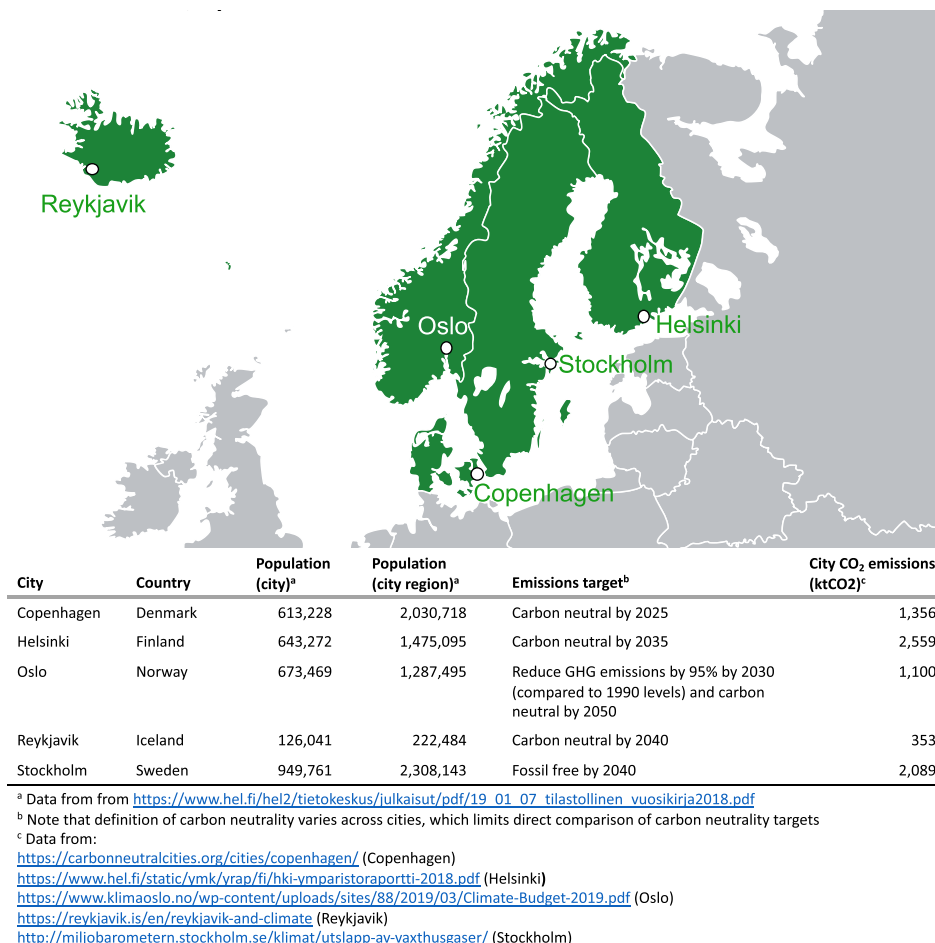 Reykjavik
Oslo
Helsinki
Stockholm
Copenhagen
City Country Population (city)ᵃ Population (city region)ᵃ Emissions targetᵇ City CO₂ emissions (ktCO2)ᶜ
Copenhagen Denmark 613,228 2,030,718 Carbon neutral by 2025 1,356
Helsinki Finland 643,272 1,475,095 Carbon neutral by 2035 2,559
Oslo Norway 673,469 1,287,495 Reduce GHG emissions by 95% by 2030 1,100
(compared to 1990 levels) and carbon
neutral by 2050
Reykjavik Iceland 126,041 222,484 Carbon neutral by 2040 353
Stockholm Sweden 949,761 2,308,143 Fossil free by 2040 2,089
ᵃ Data from from https://www.hel.fi/hel2/tietokeskus/julkaisut/pdf/19_01_07_tilastollinen_vuosikirja2018.pdf
ᵇ Note that definition of carbon neutrality varies across cities, which limits direct comparison of carbon neutrality targets
ᶜ Data from:
https://carbonneutralcities.org/cities/copenhagen/ (Copenhagen)
https://www.hel.fi/static/ymk/yrap/fi/hki-ymparistoraportti-2018.pdf (Helsinki)
https://www.klimaoslo.no/wp-content/uploads/sites/88/2019/03/Climate-Budget-2019.pdf (Oslo)
https://reykjavik.is/en/reykjavik-and-climate (Reykjavik)
http://miljobarometern.stockholm.se/klimat/utslapp-av-vaxthusgaser/ (Stockholm)